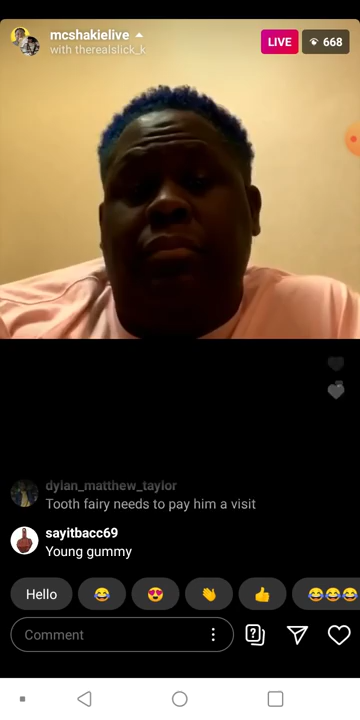 mcshakielive
LIVE
668
with therealslick_k
dylan_matthew_taylor
Tooth fairy needs to pay him a visit
sayitbacc69
Young gummy
Hello
Comment